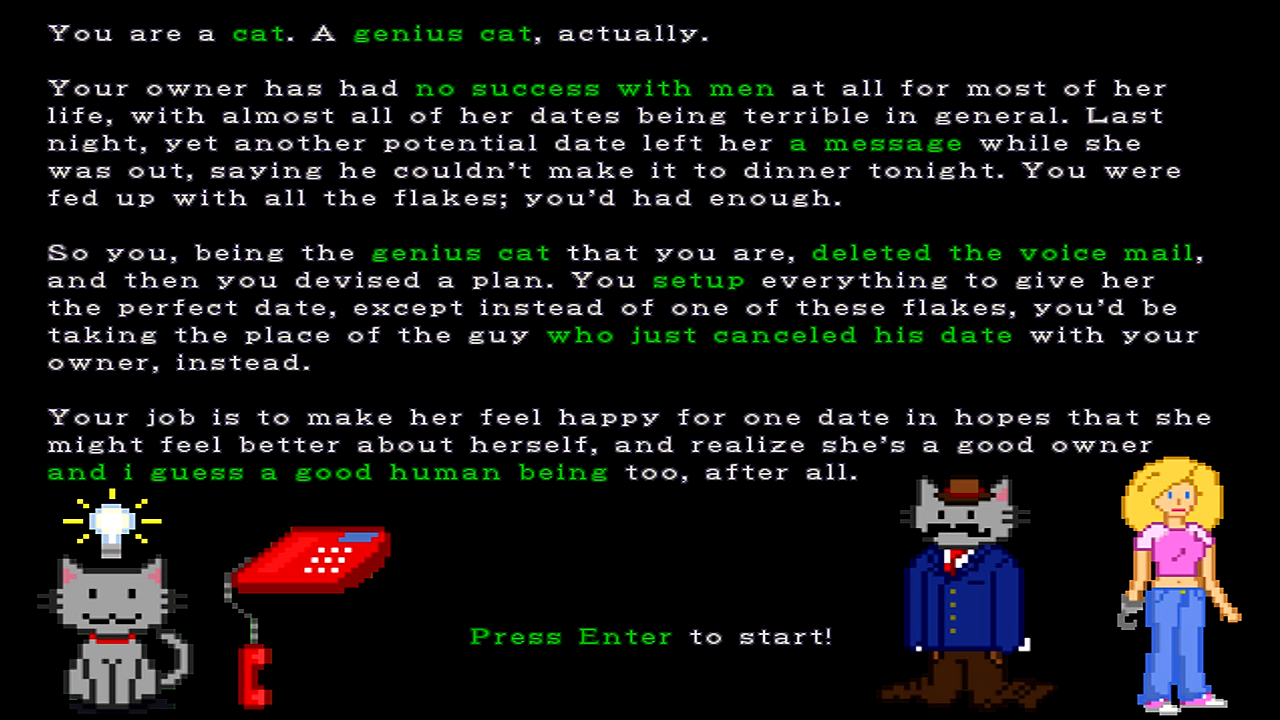 You are a cat. A genius cat, actually.
Your owner has had no success with men at all for most of her
life, with almost all of her dates being terrible in general. Last
night, yet another potential date left her a message while she
was out, saying he couldn't make it to dinner tonight. You were
fed up with all the flakes; you'd had enough.
So you, being the genius cat that you are, deleted the voice mail,
and then you devised a plan. You setup everything to give her
the perfect date, except instead of one of these flakes, you'd be
taking the place of the guy who just canceled his date with your
owner, instead.
Your job is to make her feel happy for one date in hopes that she
might feel better about herself, and realize she's a good owner
and i guess a good human being too, after all.
Press Enter to start!